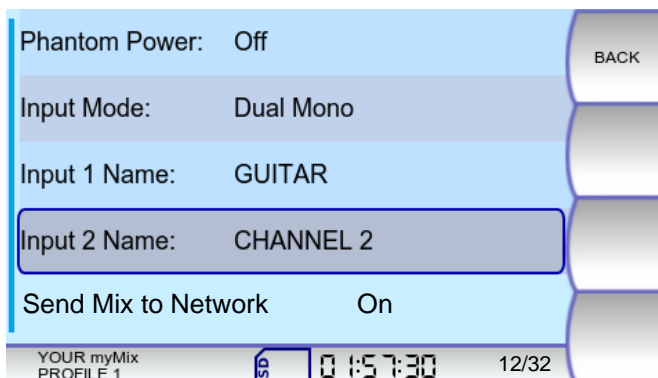 Phantom Power: Off
BACK
Input Mode: Dual Mono
Input 1 Name: GUITAR
Input 2 Name: CHANNEL 2
Send Mix to Network On
YOUR myMix
PROFILE 1
SD
01:57:30
12/32